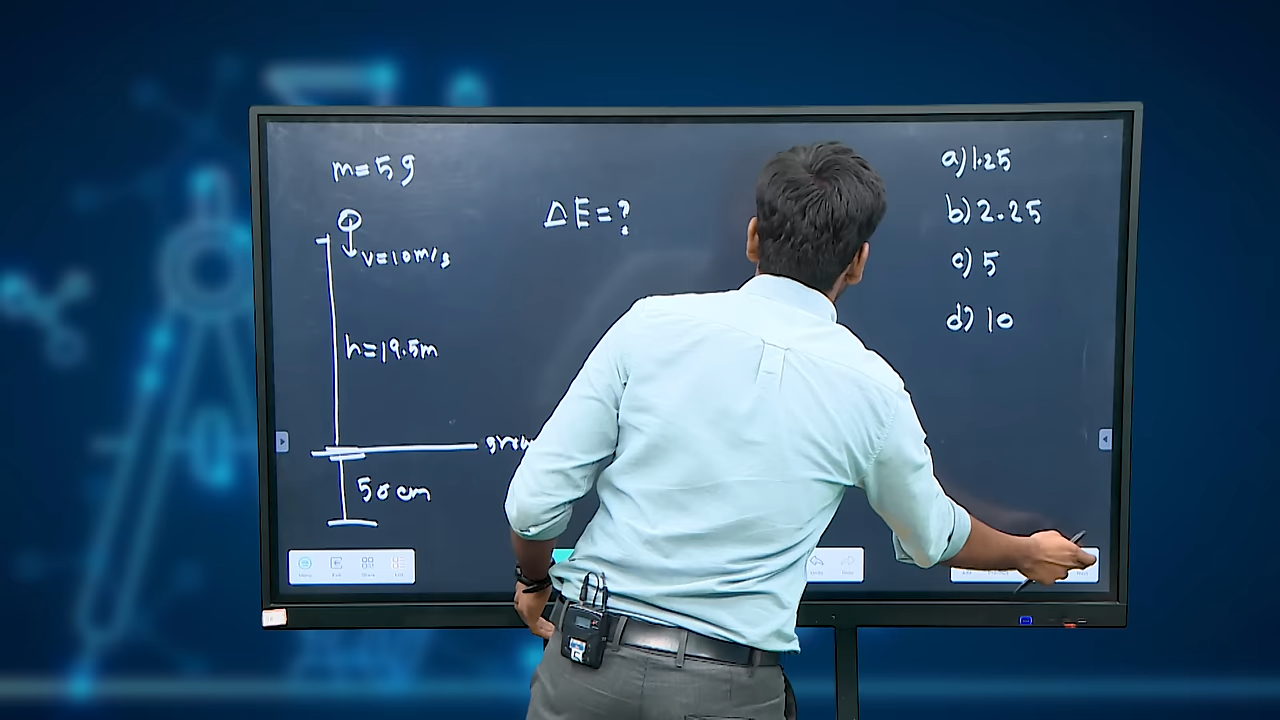 m=5g
V=10m/s
h=19.5m
50cm
ΔE=?
a)1.25
b)2.25
c)5
d)10